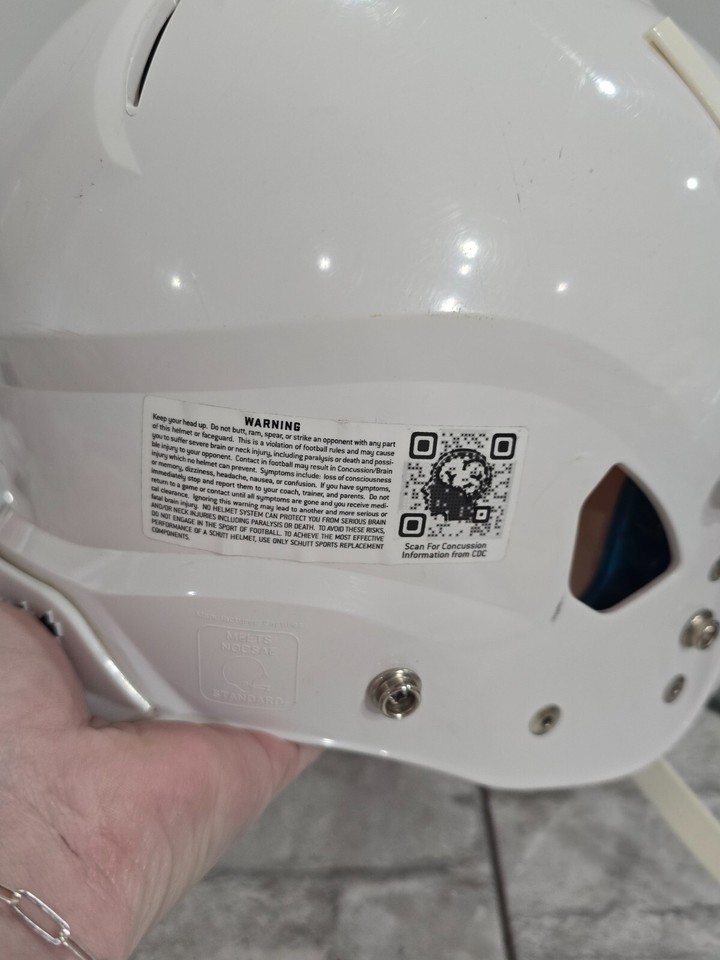 WARNING
Keep your head up. Do not butt, ram, spear, or strike an opponent with any part
of this helmet or faceguard. This is a violation of football rules and may cause
you to suffer severe brain or neck injury, including paralysis or death and possi-
ble injury to your opponent. Contact in football may result in Concussion/Brain
injury which no helmet can prevent. Symptoms include: loss of consciousness
or memory, dizziness, headache, nausea, or confusion. If you have symptoms,
immediately stop and report them to your coach, trainer, and parents. Do not
return to a game or contact until all symptoms are gone and you receive medi-
cal clearance. Ignoring this warning may lead to another and more serious or
fatal brain injury. NO HELMET SYSTEM CAN PROTECT YOU FROM SERIOUS BRAIN
AND/OR NECK INJURIES INCLUDING PARALYSIS OR DEATH. TO AVOID THESE RISKS,
DO NOT ENGAGE IN THE SPORT OF FOOTBALL. TO ACHIEVE THE MOST EFFECTIVE
PERFORMANCE OF A SCHUTT HELMET, USE ONLY SCHUTT SPORTS REPLACEMENT
COMPONENTS.
Scan For Concussion
Information from CDC
MEETS
NOCSAE
STANDARD